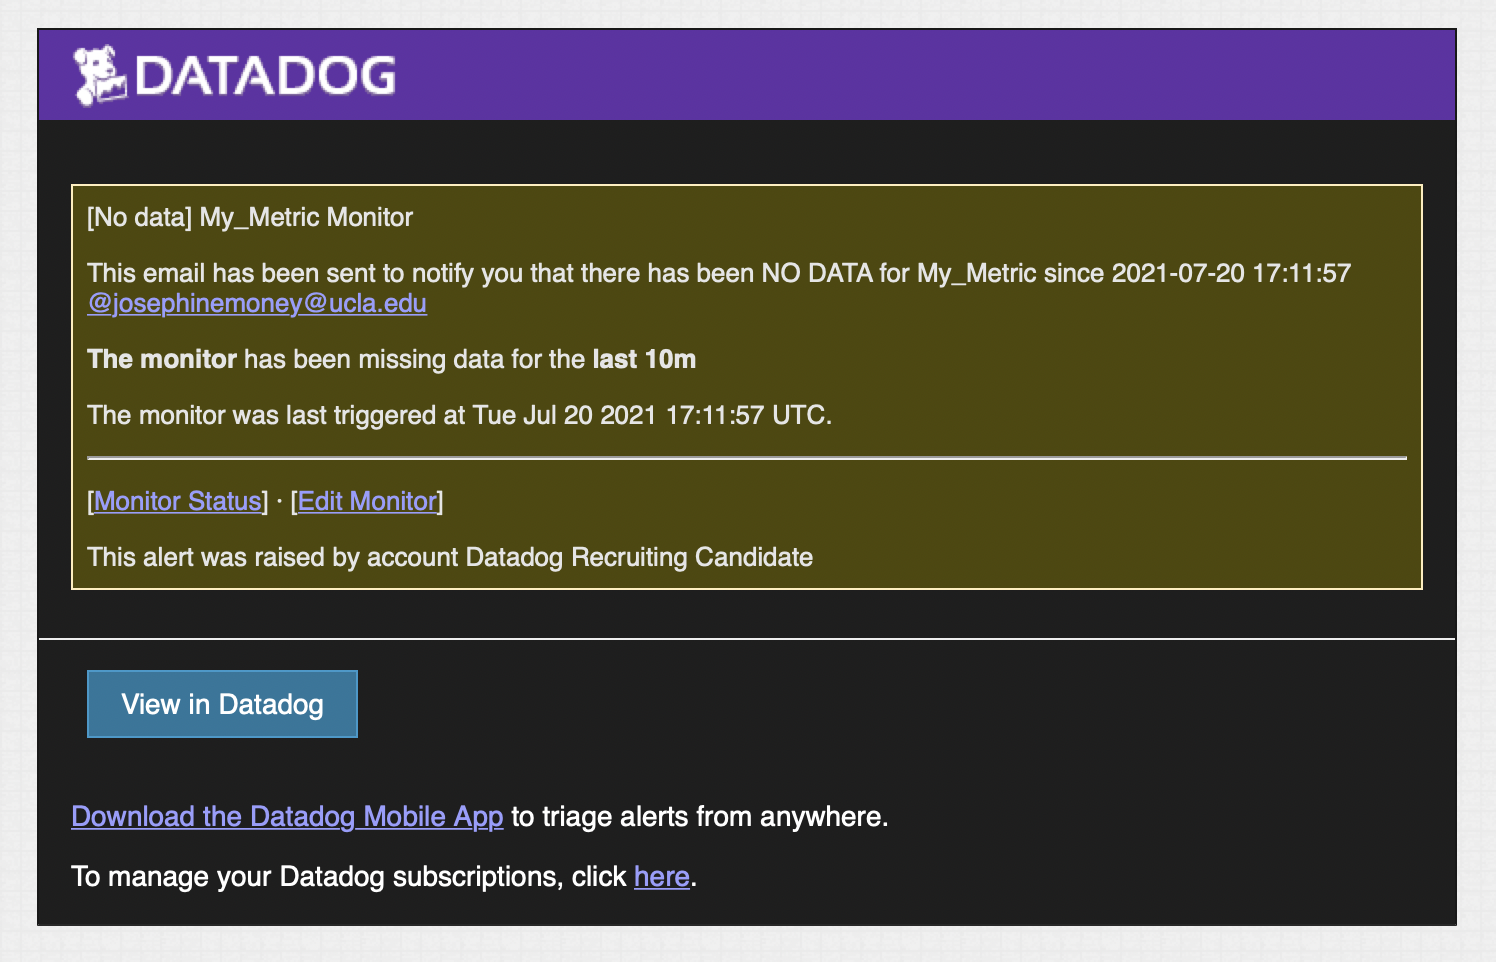 DATADOG
[No data] My_Metric Monitor
This email has been sent to notify you that there has been NO DATA for My_Metric since 2021-07-20 17:11:57
@josephinemoney@ucla.edu
The monitor has been missing data for the last 10m
The monitor was last triggered at Tue Jul 20 2021 17:11:57 UTC.
[Monitor Status] · [Edit Monitor]
This alert was raised by account Datadog Recruiting Candidate
View in Datadog
Download the Datadog Mobile App to triage alerts from anywhere.
To manage your Datadog subscriptions, click here.